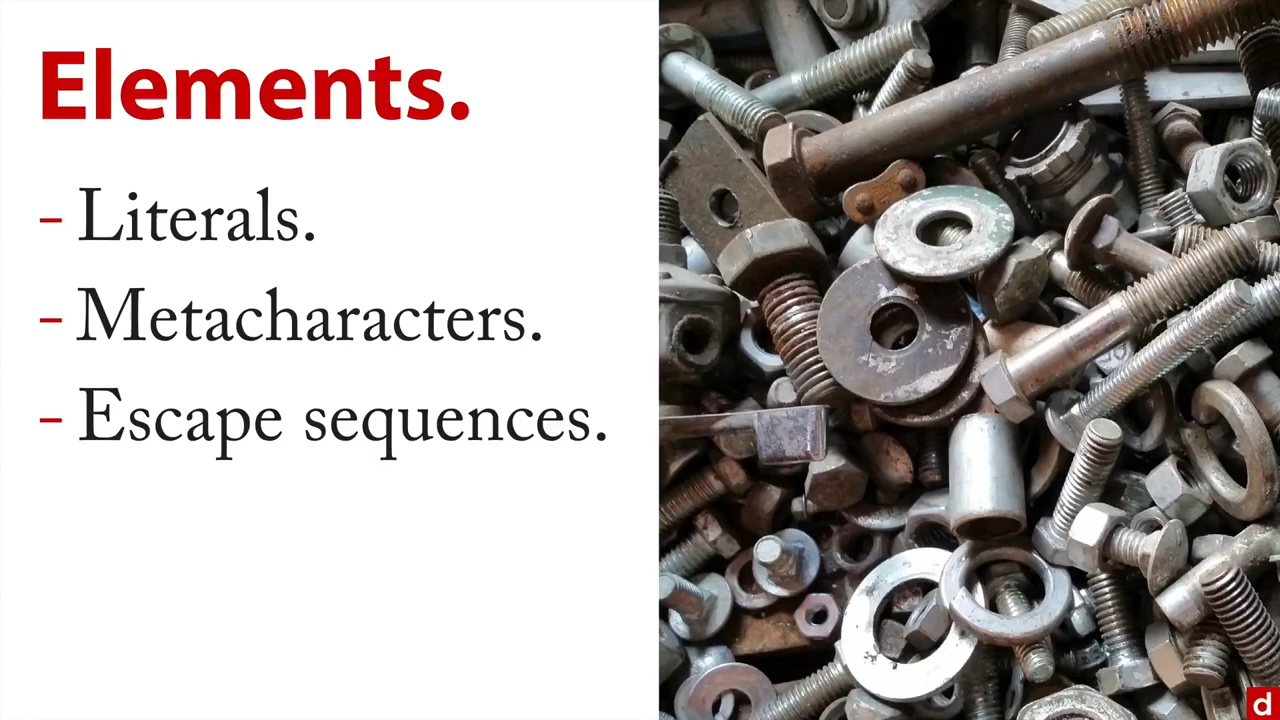 Elements.
- Literals.
- Metacharacters.
- Escape sequences.
d